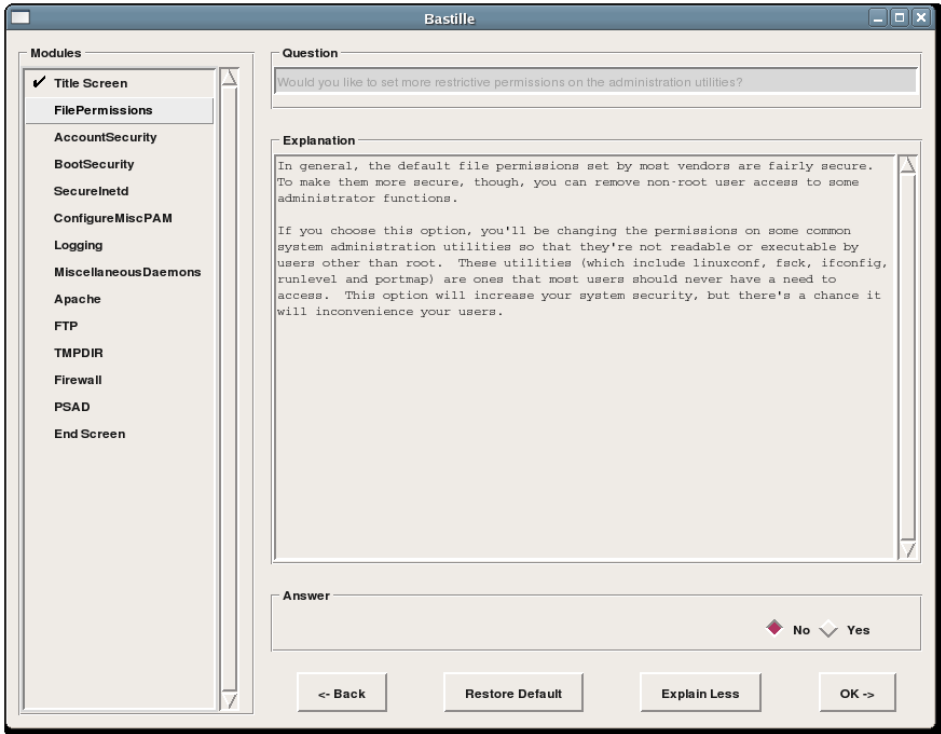 Bastille
Modules
Title Screen
FilePermissions
AccountSecurity
BootSecurity
SecureInetd
ConfigureMiscPAM
Logging
MiscellaneousDaemons
Apache
FTP
TMPDIR
Firewall
PSAD
End Screen
Question
Would you like to set more restrictive permissions on the administration utilities?
Explanation
In general, the default file permissions set by most vendors are fairly secure.
To make them more secure, though, you can remove non-root user access to some
administrator functions.
If you choose this option, you'll be changing the permissions on some common
system administration utilities so that they're not readable or executable by
users other than root.  These utilities (which include linuxconf, fsck, ifconfig,
runlevel and portmap) are ones that most users should never have a need to
access.  This option will increase your system security, but there's a chance it
will inconvenience your users.
Answer
No Yes
<- Back Restore Default Explain Less OK ->